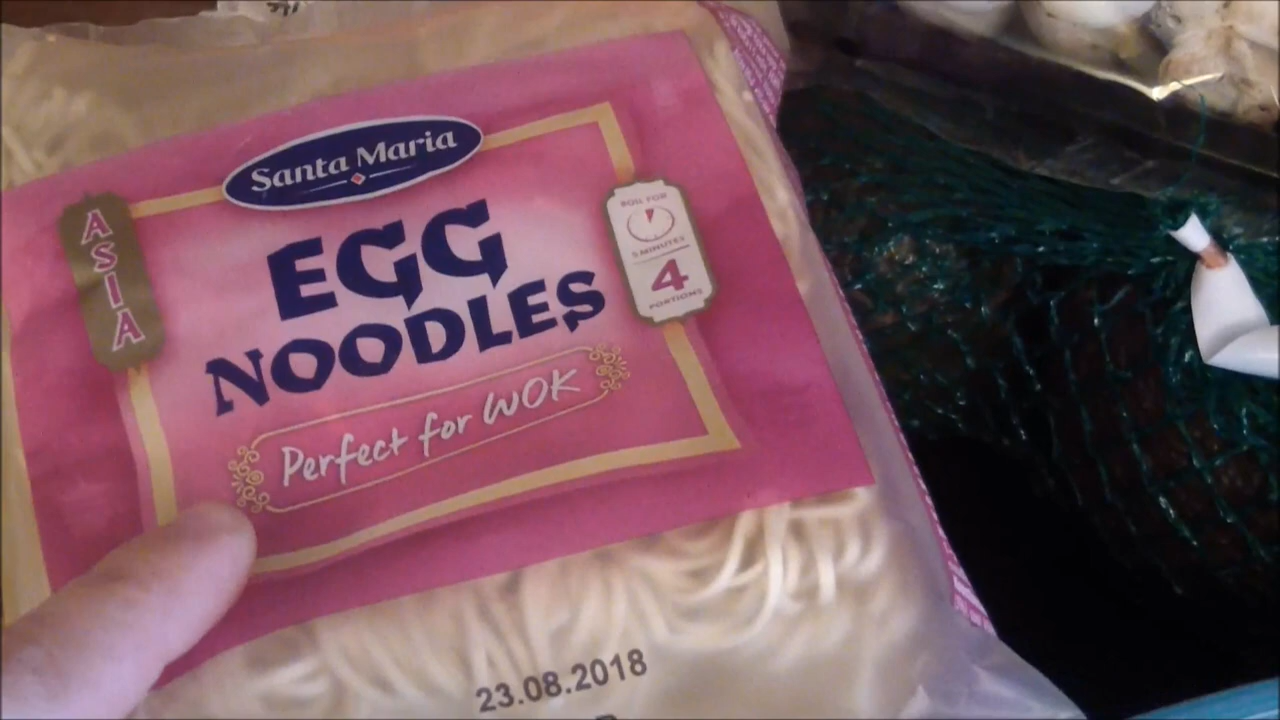 Santa Maria
ASIA
EGG
NOODLES
Perfect for WOK
BOIL FOR
5 MINUTES
4
PORTIONS
23.08.2018